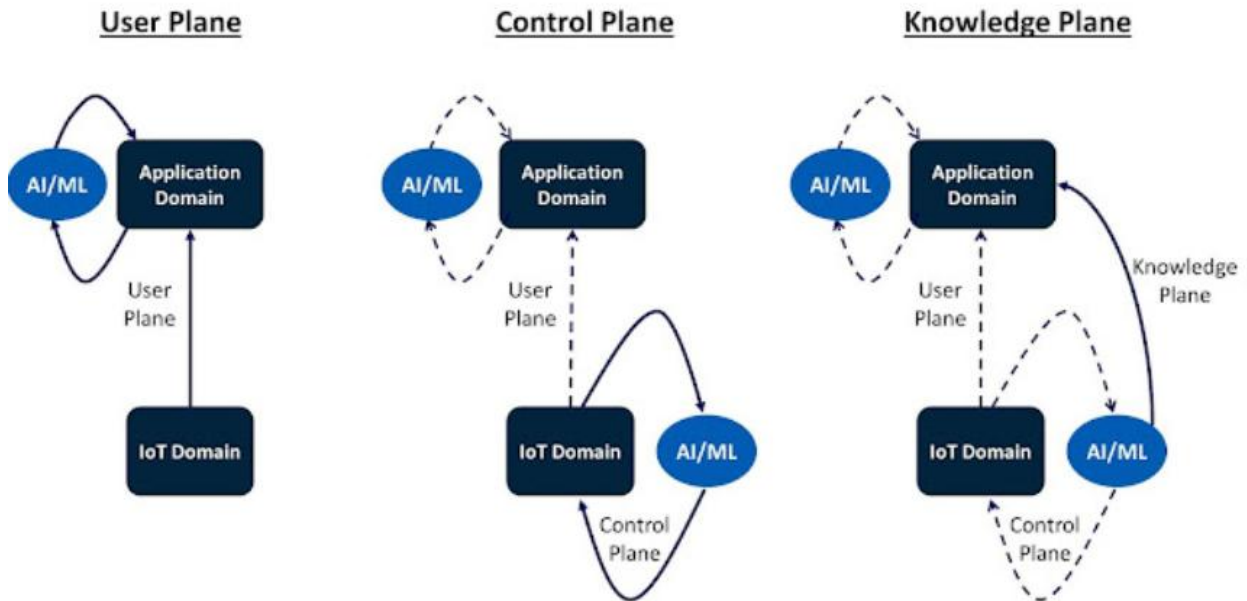 User Plane
Control Plane
Knowledge Plane
AI/ML
Application
Domain
User
Plane
IoT Domain
AI/ML
Application
Domain
User
Plane
IoT Domain
AI/ML
Control
Plane
AI/ML
Application
Domain
Knowledge
Plane
User
Plane
IoT Domain
AI/ML
Control
Plane